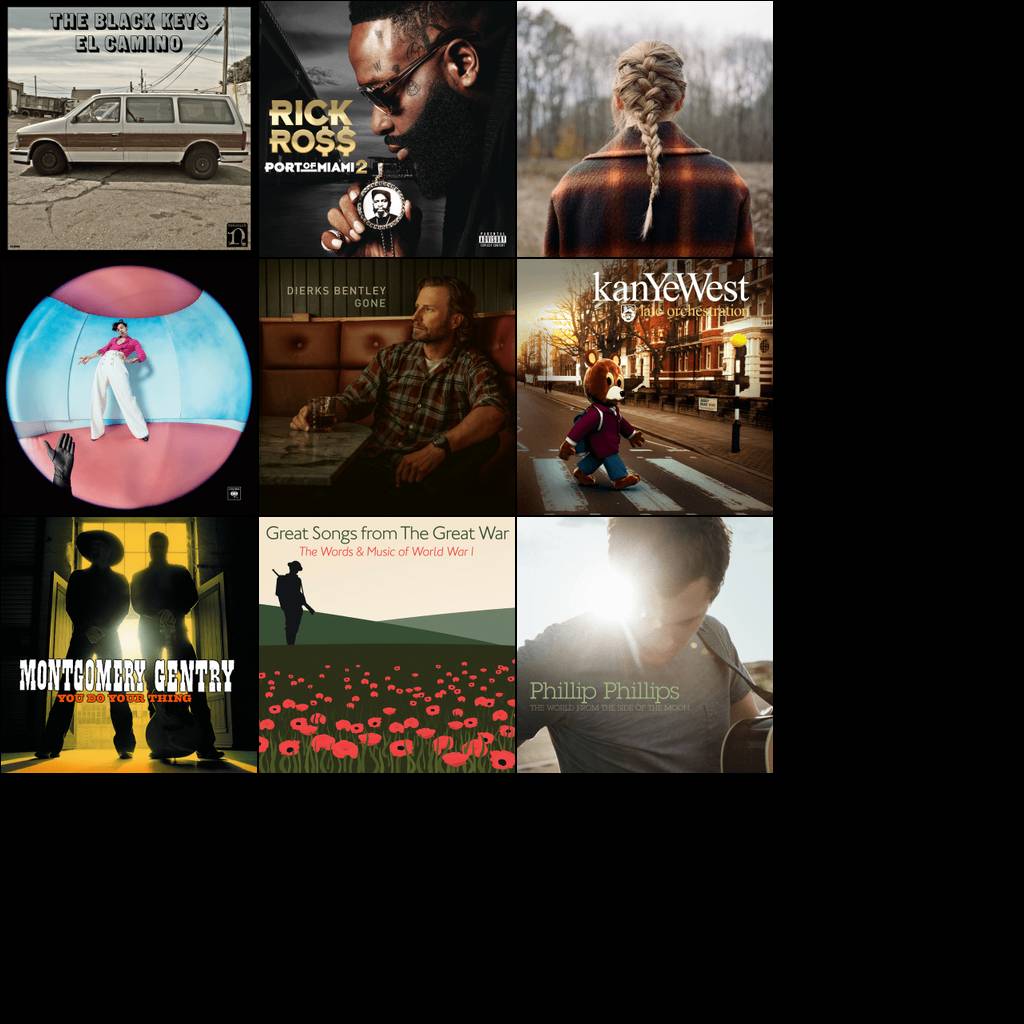 THE BLACK KEYS
EL CAMINO
RICK
RO$$
PORT OF MIAMI 2
PARENTAL
ADVISORY
EXPLICIT CONTENT
DIERKS BENTLEY
GONE
kanYeWest
late orchestration
MONTGOMERY GENTRY
YOU DO YOUR THING
Great Songs from The Great War
The Words & Music of World War I
Phillip Phillips
THE WORLD FROM THE SIDE OF THE MOON